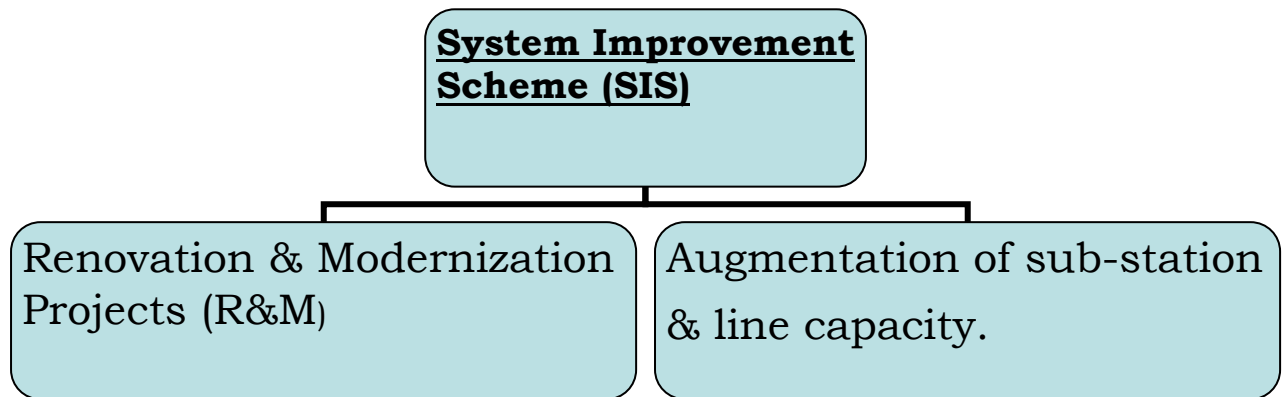 System Improvement
Scheme (SIS)
Renovation & Modernization
Projects (R&M)
Augmentation of sub-station
& line capacity.